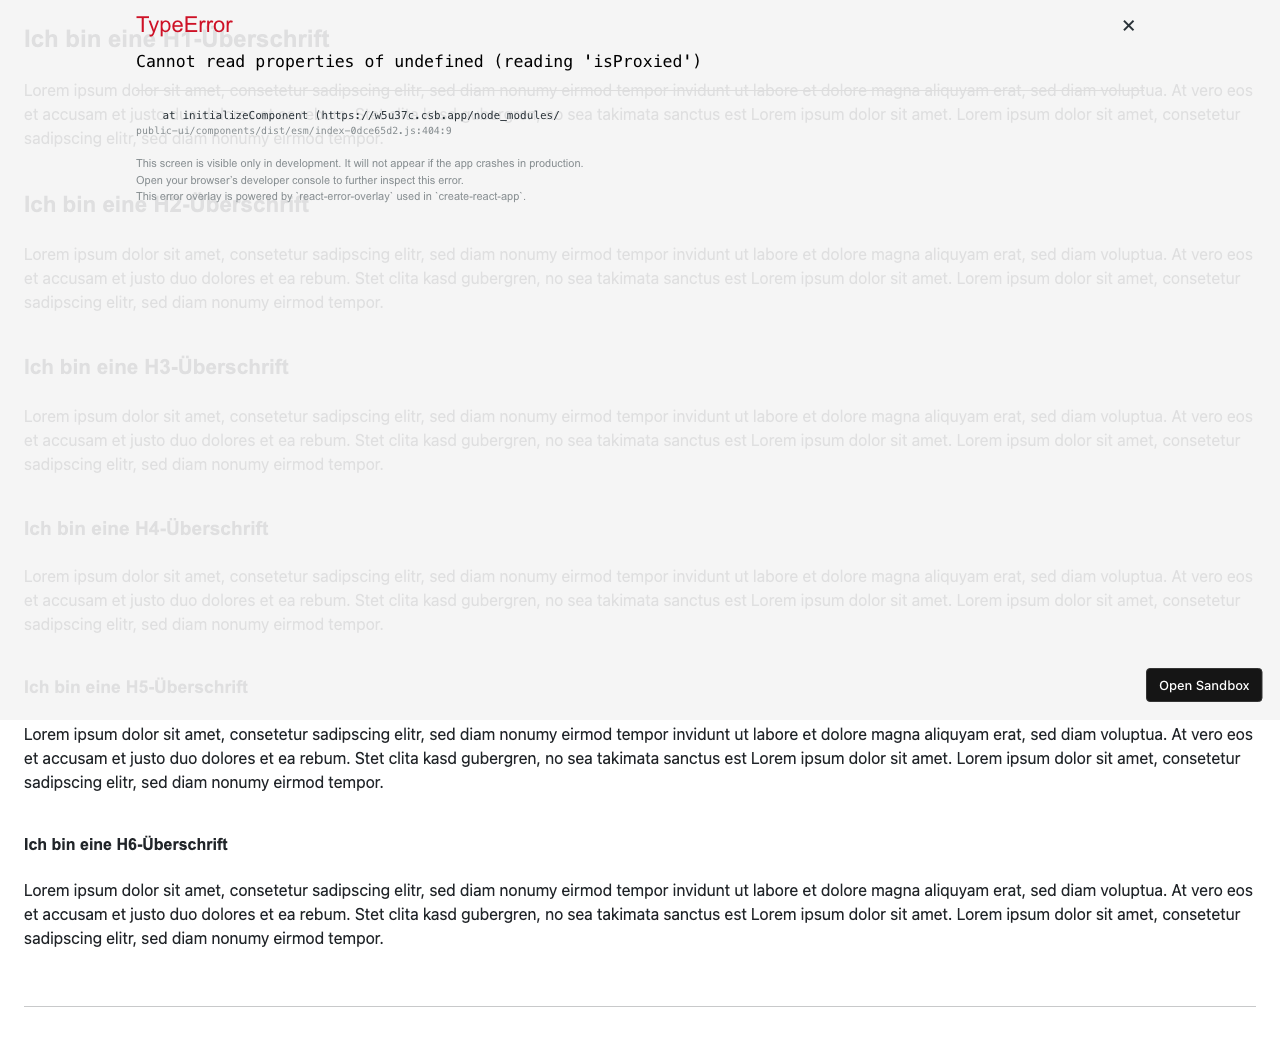 TypeError
✕
Cannot read properties of undefined (reading 'isProxied')
at initializeComponent (https://w5u37c.csb.app/node_modules/
public-ui/components/dist/esm/index-0dce65d2.js:404:9
This screen is visible only in development. It will not appear if the app crashes in production.
Open your browser's developer console to further inspect this error.
This error overlay is powered by `react-error-overlay` used in `create-react-app`.
Ich bin eine H1-Überschrift
Lorem ipsum dolor sit amet, consetetur sadipscing elitr, sed diam nonumy eirmod tempor invidunt ut labore et dolore magna aliquyam erat, sed diam voluptua. At vero eos
et accusam et justo duo dolores et ea rebum. Stet clita kasd gubergren, no sea takimata sanctus est Lorem ipsum dolor sit amet. Lorem ipsum dolor sit amet, consetetur
sadipscing elitr, sed diam nonumy eirmod tempor.
Ich bin eine H2-Überschrift
Lorem ipsum dolor sit amet, consetetur sadipscing elitr, sed diam nonumy eirmod tempor invidunt ut labore et dolore magna aliquyam erat, sed diam voluptua. At vero eos
et accusam et justo duo dolores et ea rebum. Stet clita kasd gubergren, no sea takimata sanctus est Lorem ipsum dolor sit amet. Lorem ipsum dolor sit amet, consetetur
sadipscing elitr, sed diam nonumy eirmod tempor.
Ich bin eine H3-Überschrift
Lorem ipsum dolor sit amet, consetetur sadipscing elitr, sed diam nonumy eirmod tempor invidunt ut labore et dolore magna aliquyam erat, sed diam voluptua. At vero eos
et accusam et justo duo dolores et ea rebum. Stet clita kasd gubergren, no sea takimata sanctus est Lorem ipsum dolor sit amet. Lorem ipsum dolor sit amet, consetetur
sadipscing elitr, sed diam nonumy eirmod tempor.
Ich bin eine H4-Überschrift
Lorem ipsum dolor sit amet, consetetur sadipscing elitr, sed diam nonumy eirmod tempor invidunt ut labore et dolore magna aliquyam erat, sed diam voluptua. At vero eos
et accusam et justo duo dolores et ea rebum. Stet clita kasd gubergren, no sea takimata sanctus est Lorem ipsum dolor sit amet. Lorem ipsum dolor sit amet, consetetur
sadipscing elitr, sed diam nonumy eirmod tempor.
Ich bin eine H5-Überschrift
Open Sandbox
Lorem ipsum dolor sit amet, consetetur sadipscing elitr, sed diam nonumy eirmod tempor invidunt ut labore et dolore magna aliquyam erat, sed diam voluptua. At vero eos
et accusam et justo duo dolores et ea rebum. Stet clita kasd gubergren, no sea takimata sanctus est Lorem ipsum dolor sit amet. Lorem ipsum dolor sit amet, consetetur
sadipscing elitr, sed diam nonumy eirmod tempor.
Ich bin eine H6-Überschrift
Lorem ipsum dolor sit amet, consetetur sadipscing elitr, sed diam nonumy eirmod tempor invidunt ut labore et dolore magna aliquyam erat, sed diam voluptua. At vero eos
et accusam et justo duo dolores et ea rebum. Stet clita kasd gubergren, no sea takimata sanctus est Lorem ipsum dolor sit amet. Lorem ipsum dolor sit amet, consetetur
sadipscing elitr, sed diam nonumy eirmod tempor.